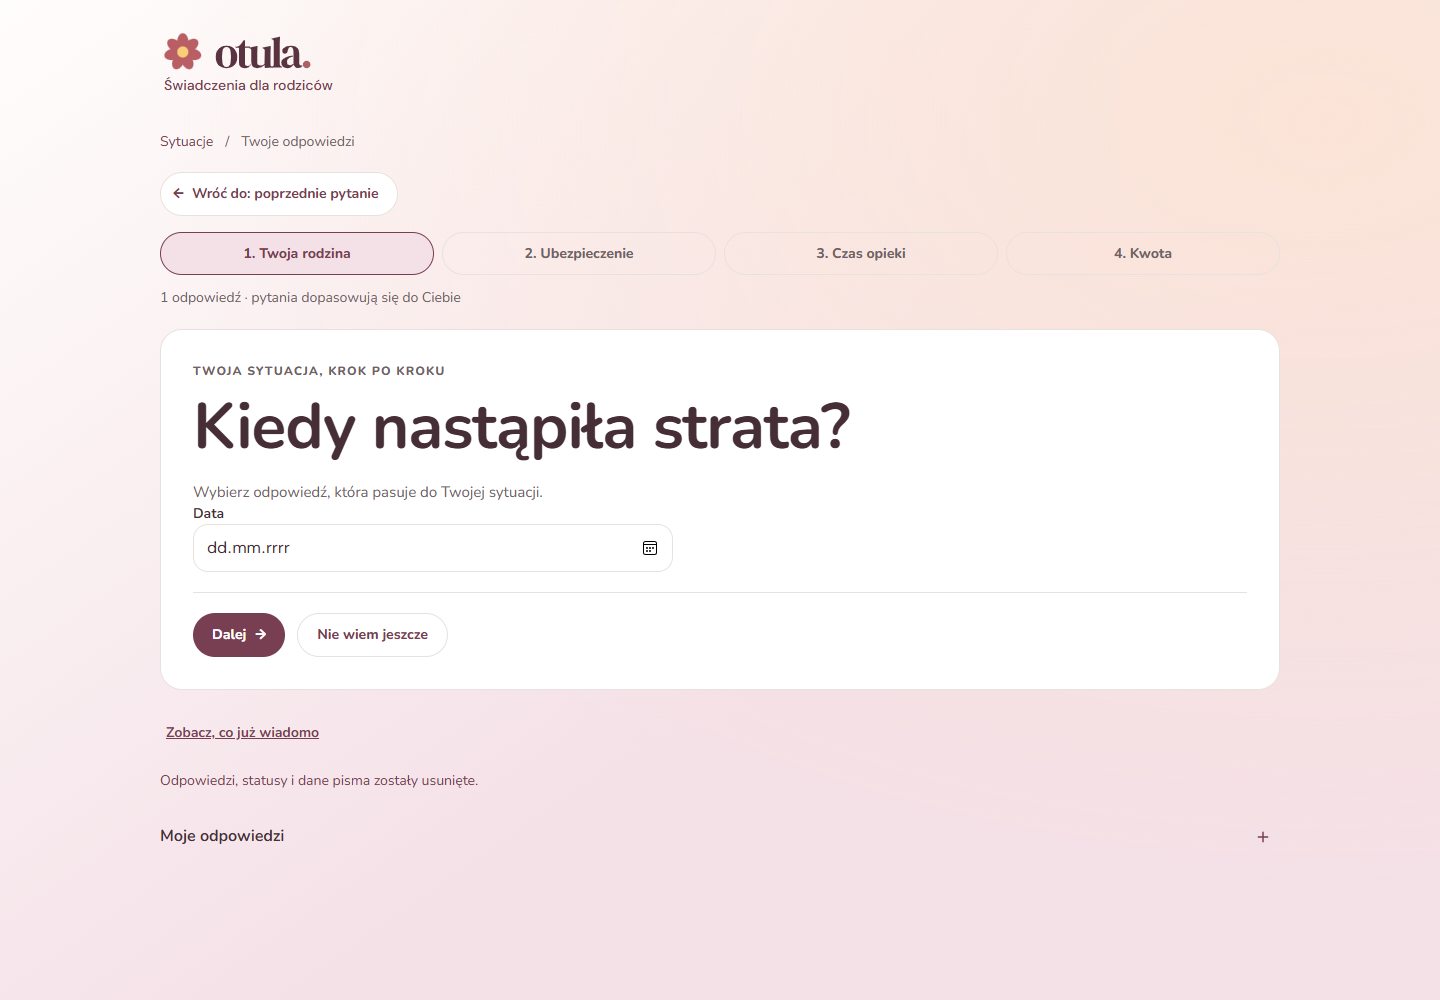 otula.
Świadczenia dla rodziców
Sytuacje / Twoje odpowiedzi
← Wróć do: poprzednie pytanie
1. Twoja rodzina
2. Ubezpieczenie
3. Czas opieki
4. Kwota
1 odpowiedź · pytania dopasowują się do Ciebie
TWOJA SYTUACJA, KROK PO KROKU
Kiedy nastąpiła strata?
Wybierz odpowiedź, która pasuje do Twojej sytuacji.
Data
dd.mm.rrrr
Dalej →
Nie wiem jeszcze
Zobacz, co już wiadomo
Odpowiedzi, statusy i dane pisma zostały usunięte.
Moje odpowiedzi +